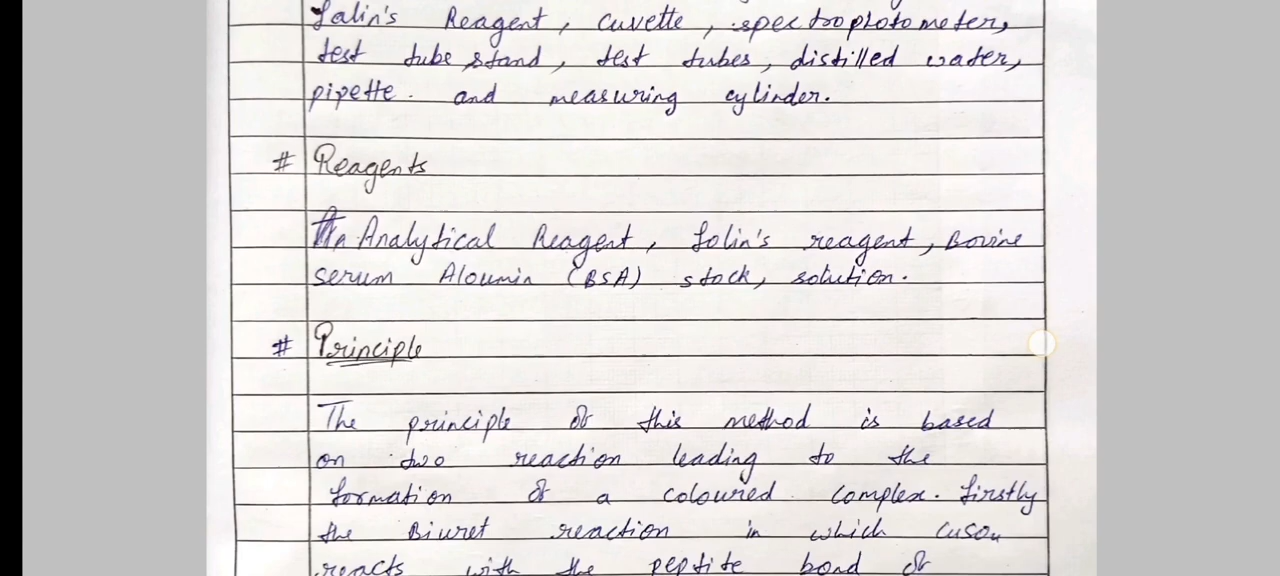 Folin's Reagent, cuvette, spectrophotometer,
test tube stand, test tubes, distilled water,
pipette. and measuring cylinder.
# Reagents
Analytical Reagent, Folin's reagent, Bovine
serum Aloumin (BSA) stock, solution.
# Principle
The principle of this method is based
on two reaction leading to the
formation of a coloured complex. firstly
the Biuret reaction in which CuSO4
reacts with the peptite bond of